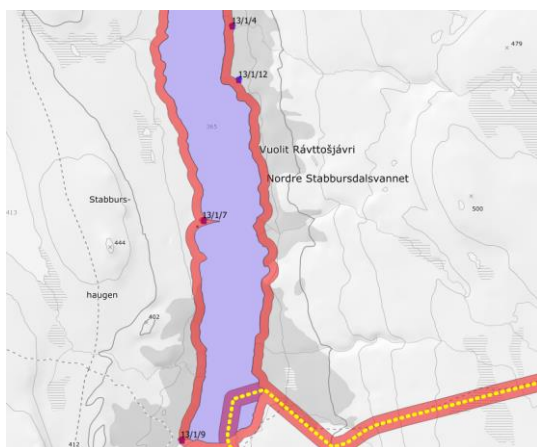 13/1/4
479
13/1/12
393
Vuolit Rávttošjávri
Nordre Stabbursdalsvannet
Stabburs-
500
413
13/1/7
444
haugen
402
412
13/1/9